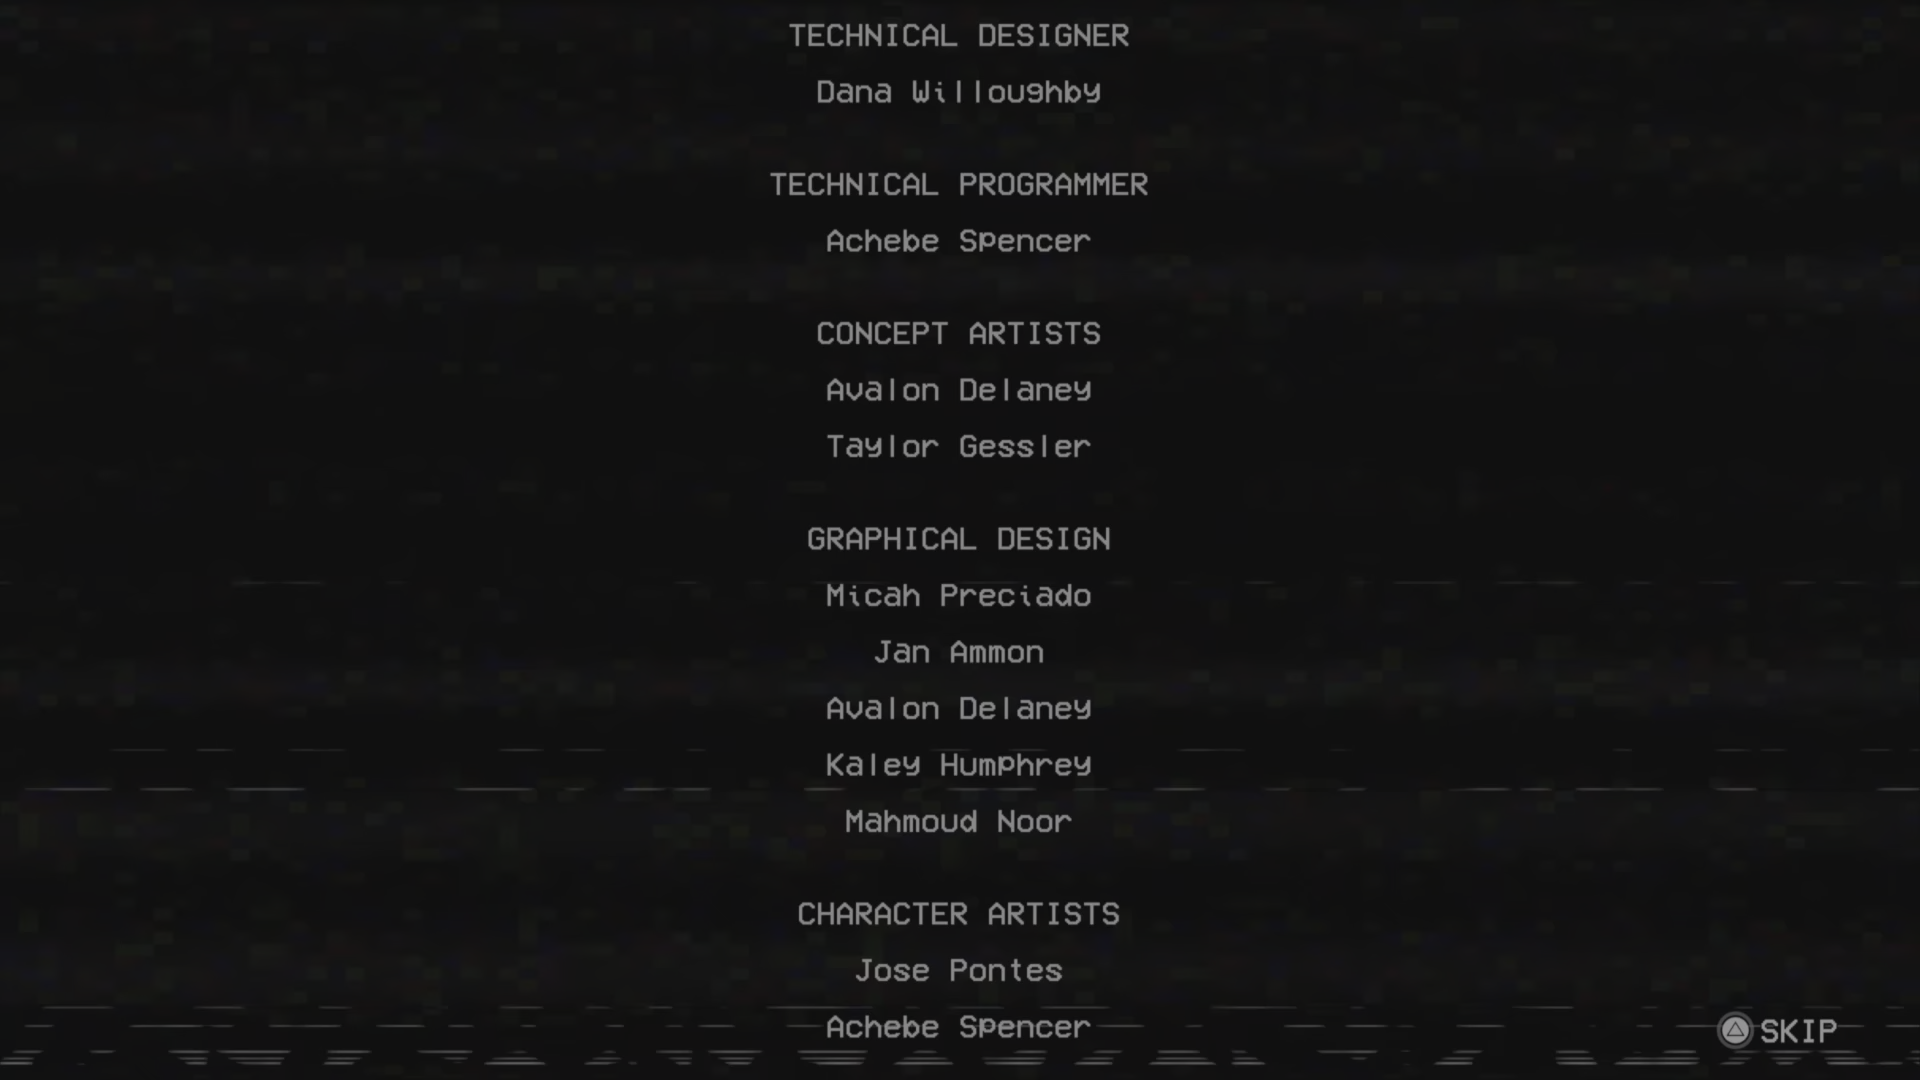 TECHNICAL DESIGNER
Dana Willoughby
TECHNICAL PROGRAMMER
Achebe Spencer
CONCEPT ARTISTS
Avalon Delaney
Taylor Gessler
GRAPHICAL DESIGN
Micah Preciado
Jan Ammon
Avalon Delaney
Kaley Humphrey
Mahmoud Noor
CHARACTER ARTISTS
Jose Pontes
Achebe Spencer
SKIP